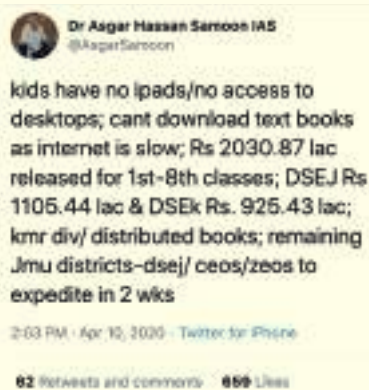 Dr Asgar Hassan Samoon IAS
@AsgarSamoon
kids have no ipads/no access to
desktops; cant download text books
as internet is slow; Rs 2030.87 lac
released for 1st-8th classes; DSEJ Rs
1105.44 lac & DSEk Rs. 925.43 lac;
kmr div/ distributed books; remaining
Jmu districts-dsej/ ceos/zeos to
expedite in 2 wks
2:03 PM · Apr 10, 2020 · Twitter for iPhone
62 Retweets and comments 659 Likes